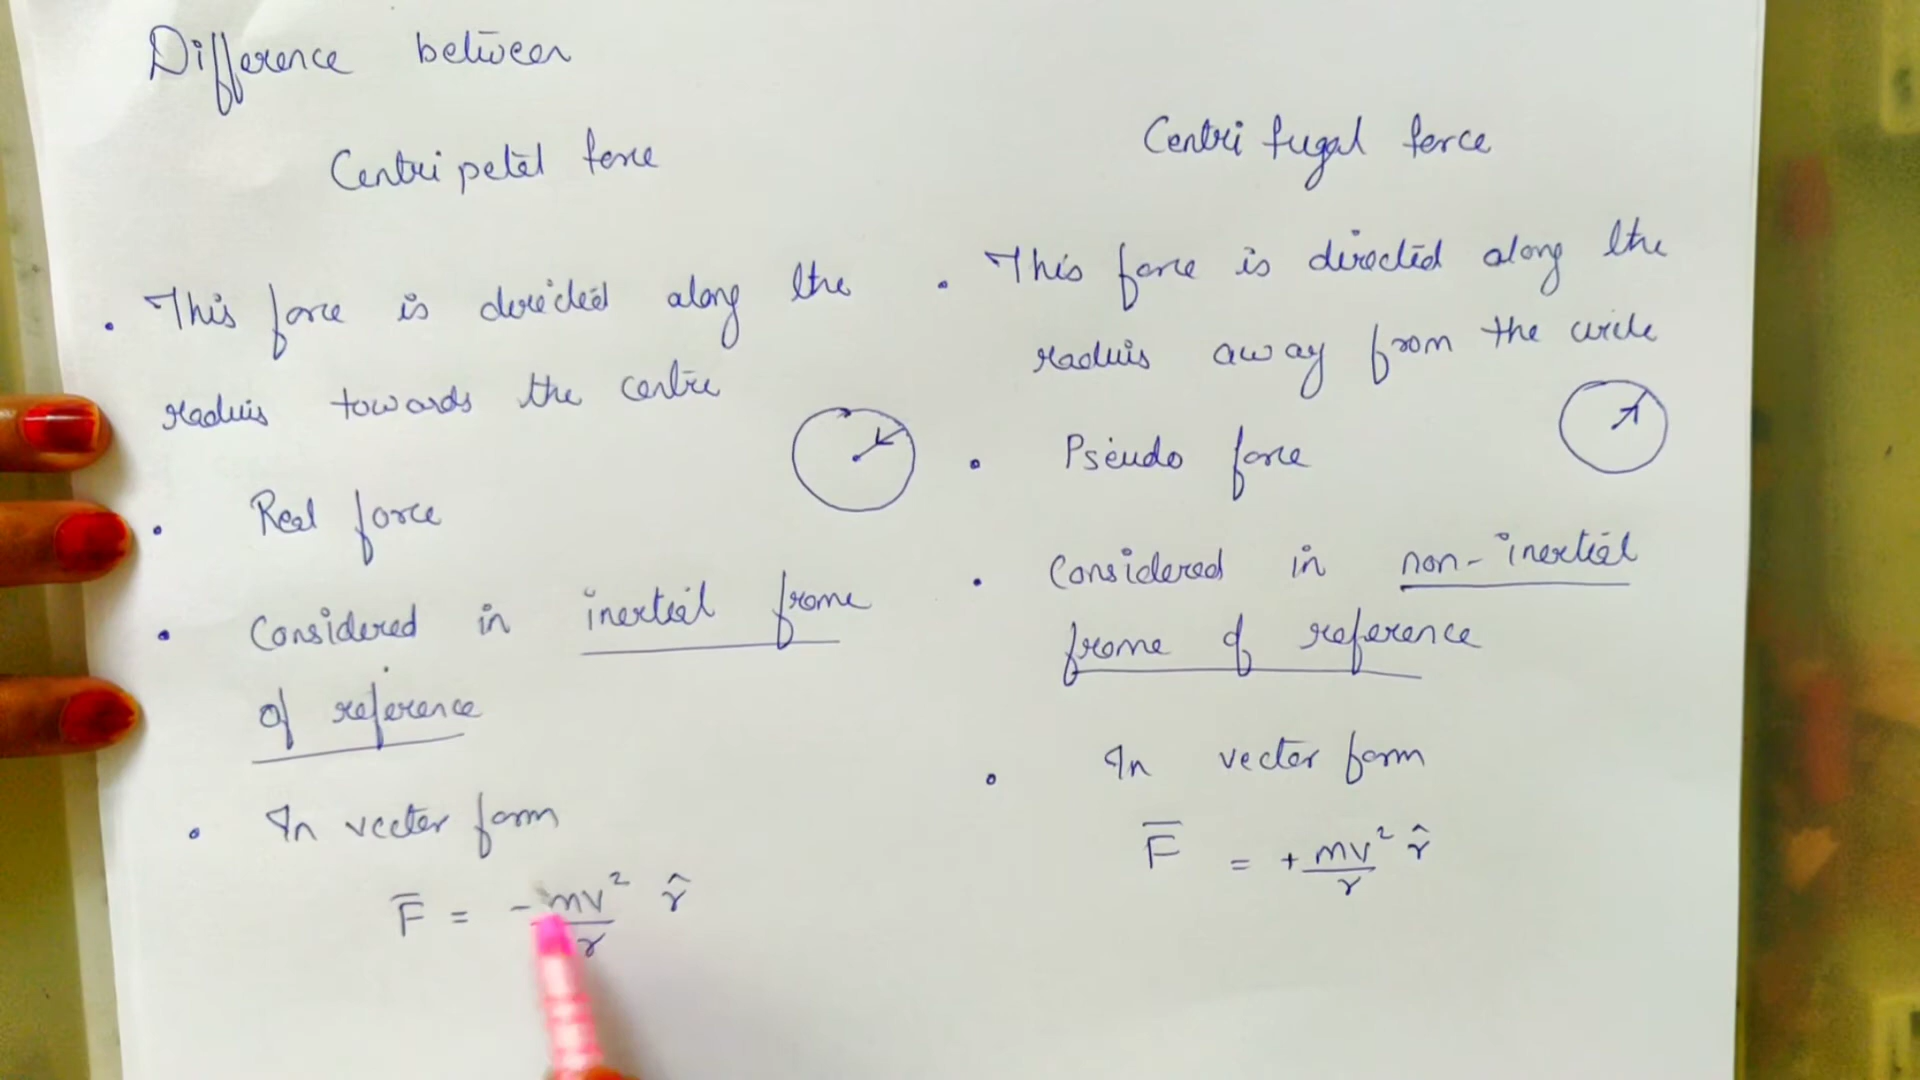 Difference between
Centripetal force
• This force is directed along the
radius towards the centre
• Real force
• Considered in inertial frame
of reference
• In vector form
F̅ = -mv²/r r̂
Centrifugal force
• This force is directed along the
radius away from the circle
• Pseudo force
• Considered in non-inertial
frame of reference
• In vector form
F̅ = +mv²/r r̂